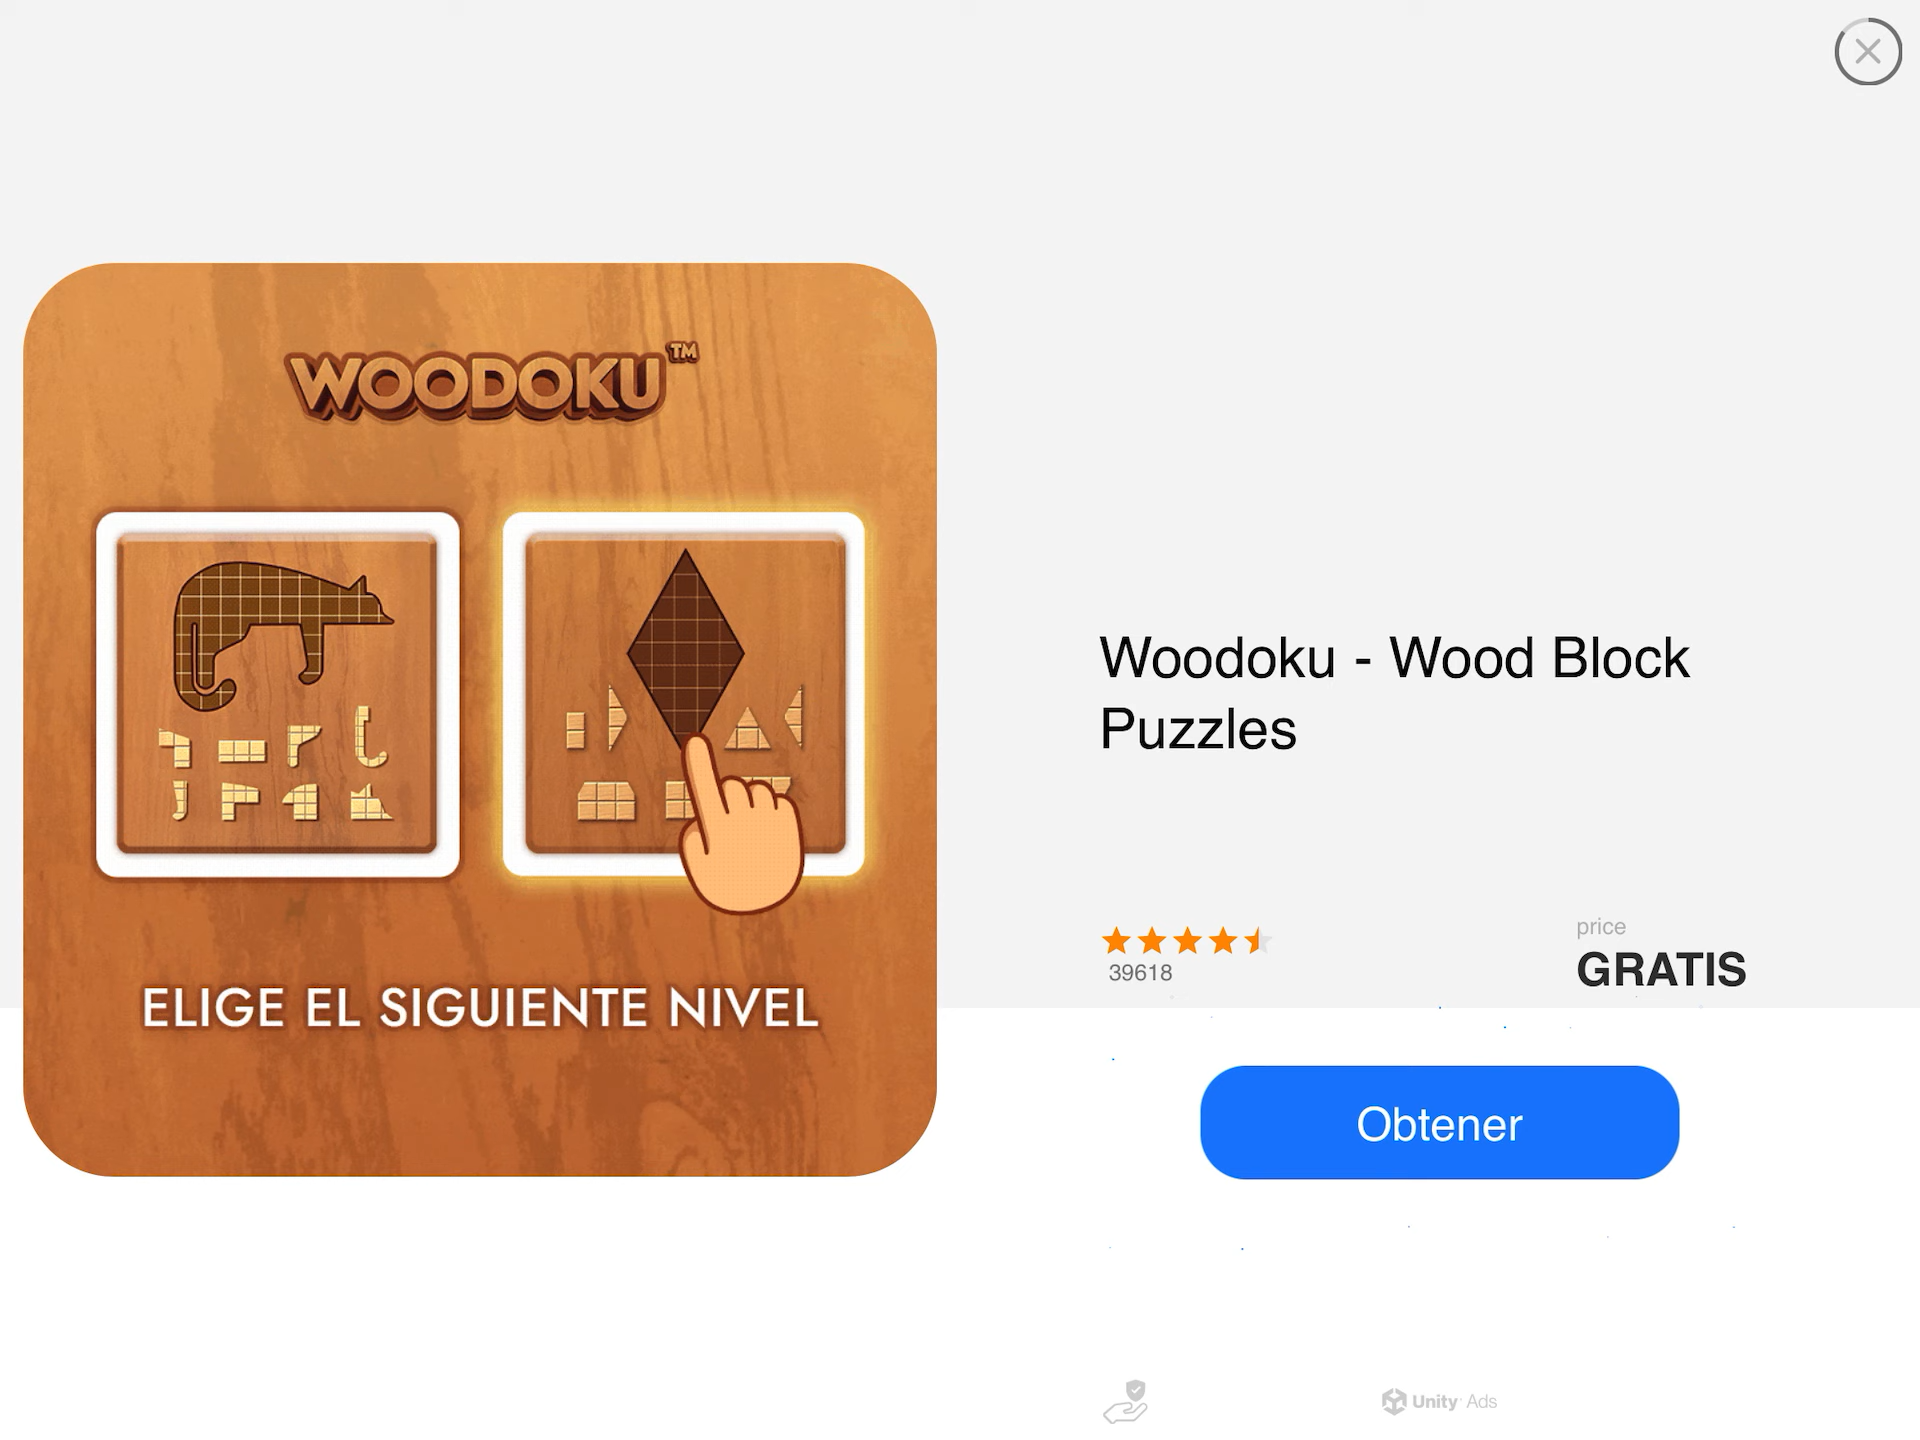 WOODOKU™
ELIGE EL SIGUIENTE NIVEL
Woodoku - Wood Block
Puzzles
39618
price
GRATIS
Obtener
Unity Ads